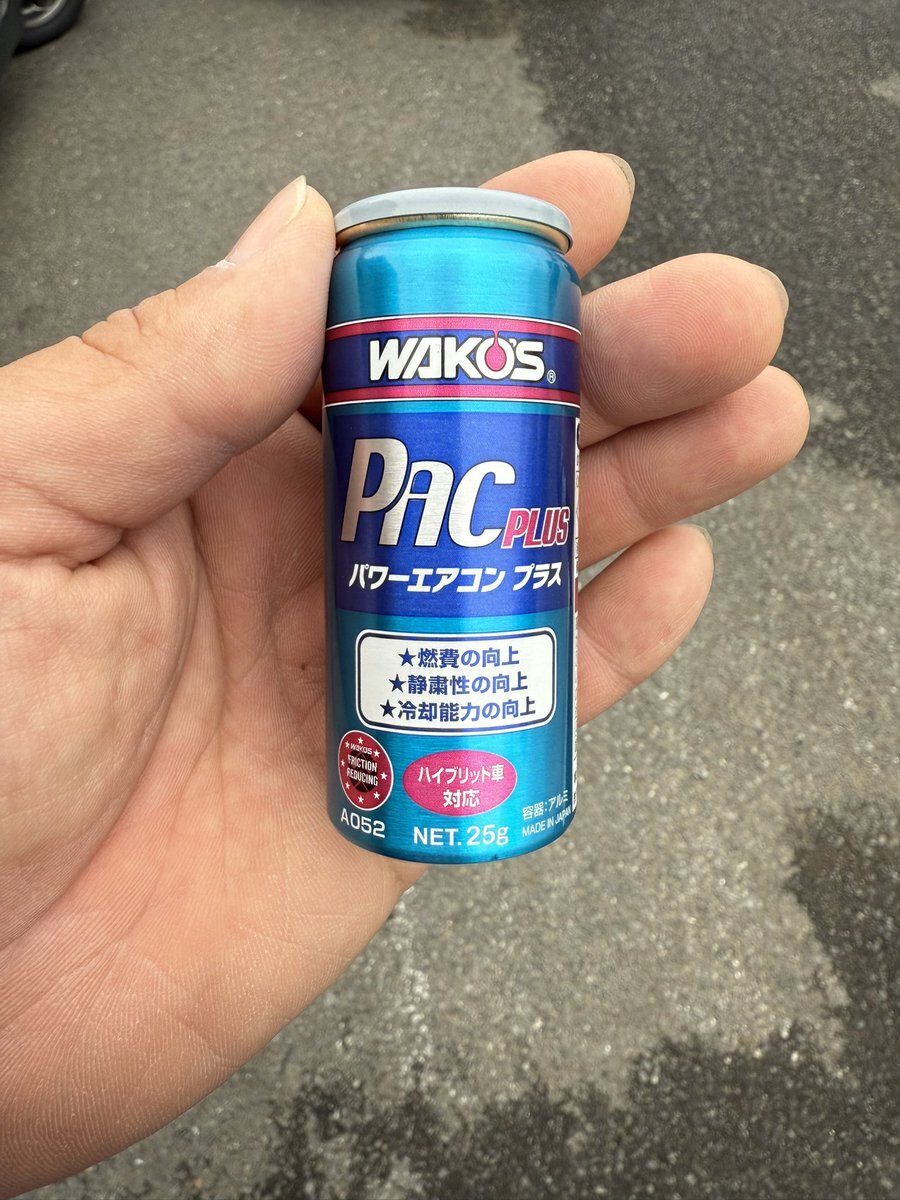 WAKO'S®
PAC PLUS
パワーエアコン プラス
★燃費の向上
★静粛性の向上
★冷却能力の向上
WAKO'S
FRICTION
REDUCING
ハイブリット車
対応
A052
NET.25g
容器:アルミ
MADE IN JAPAN